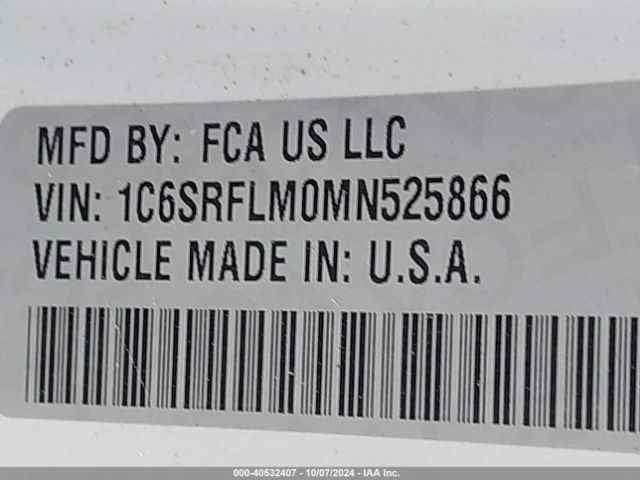 MFD BY: FCA US LLC
VIN: 1C6SRFLM0MN525866
VEHICLE MADE IN: U.S.A.
000-40532407 - 10/07/2024 - IAA Inc.